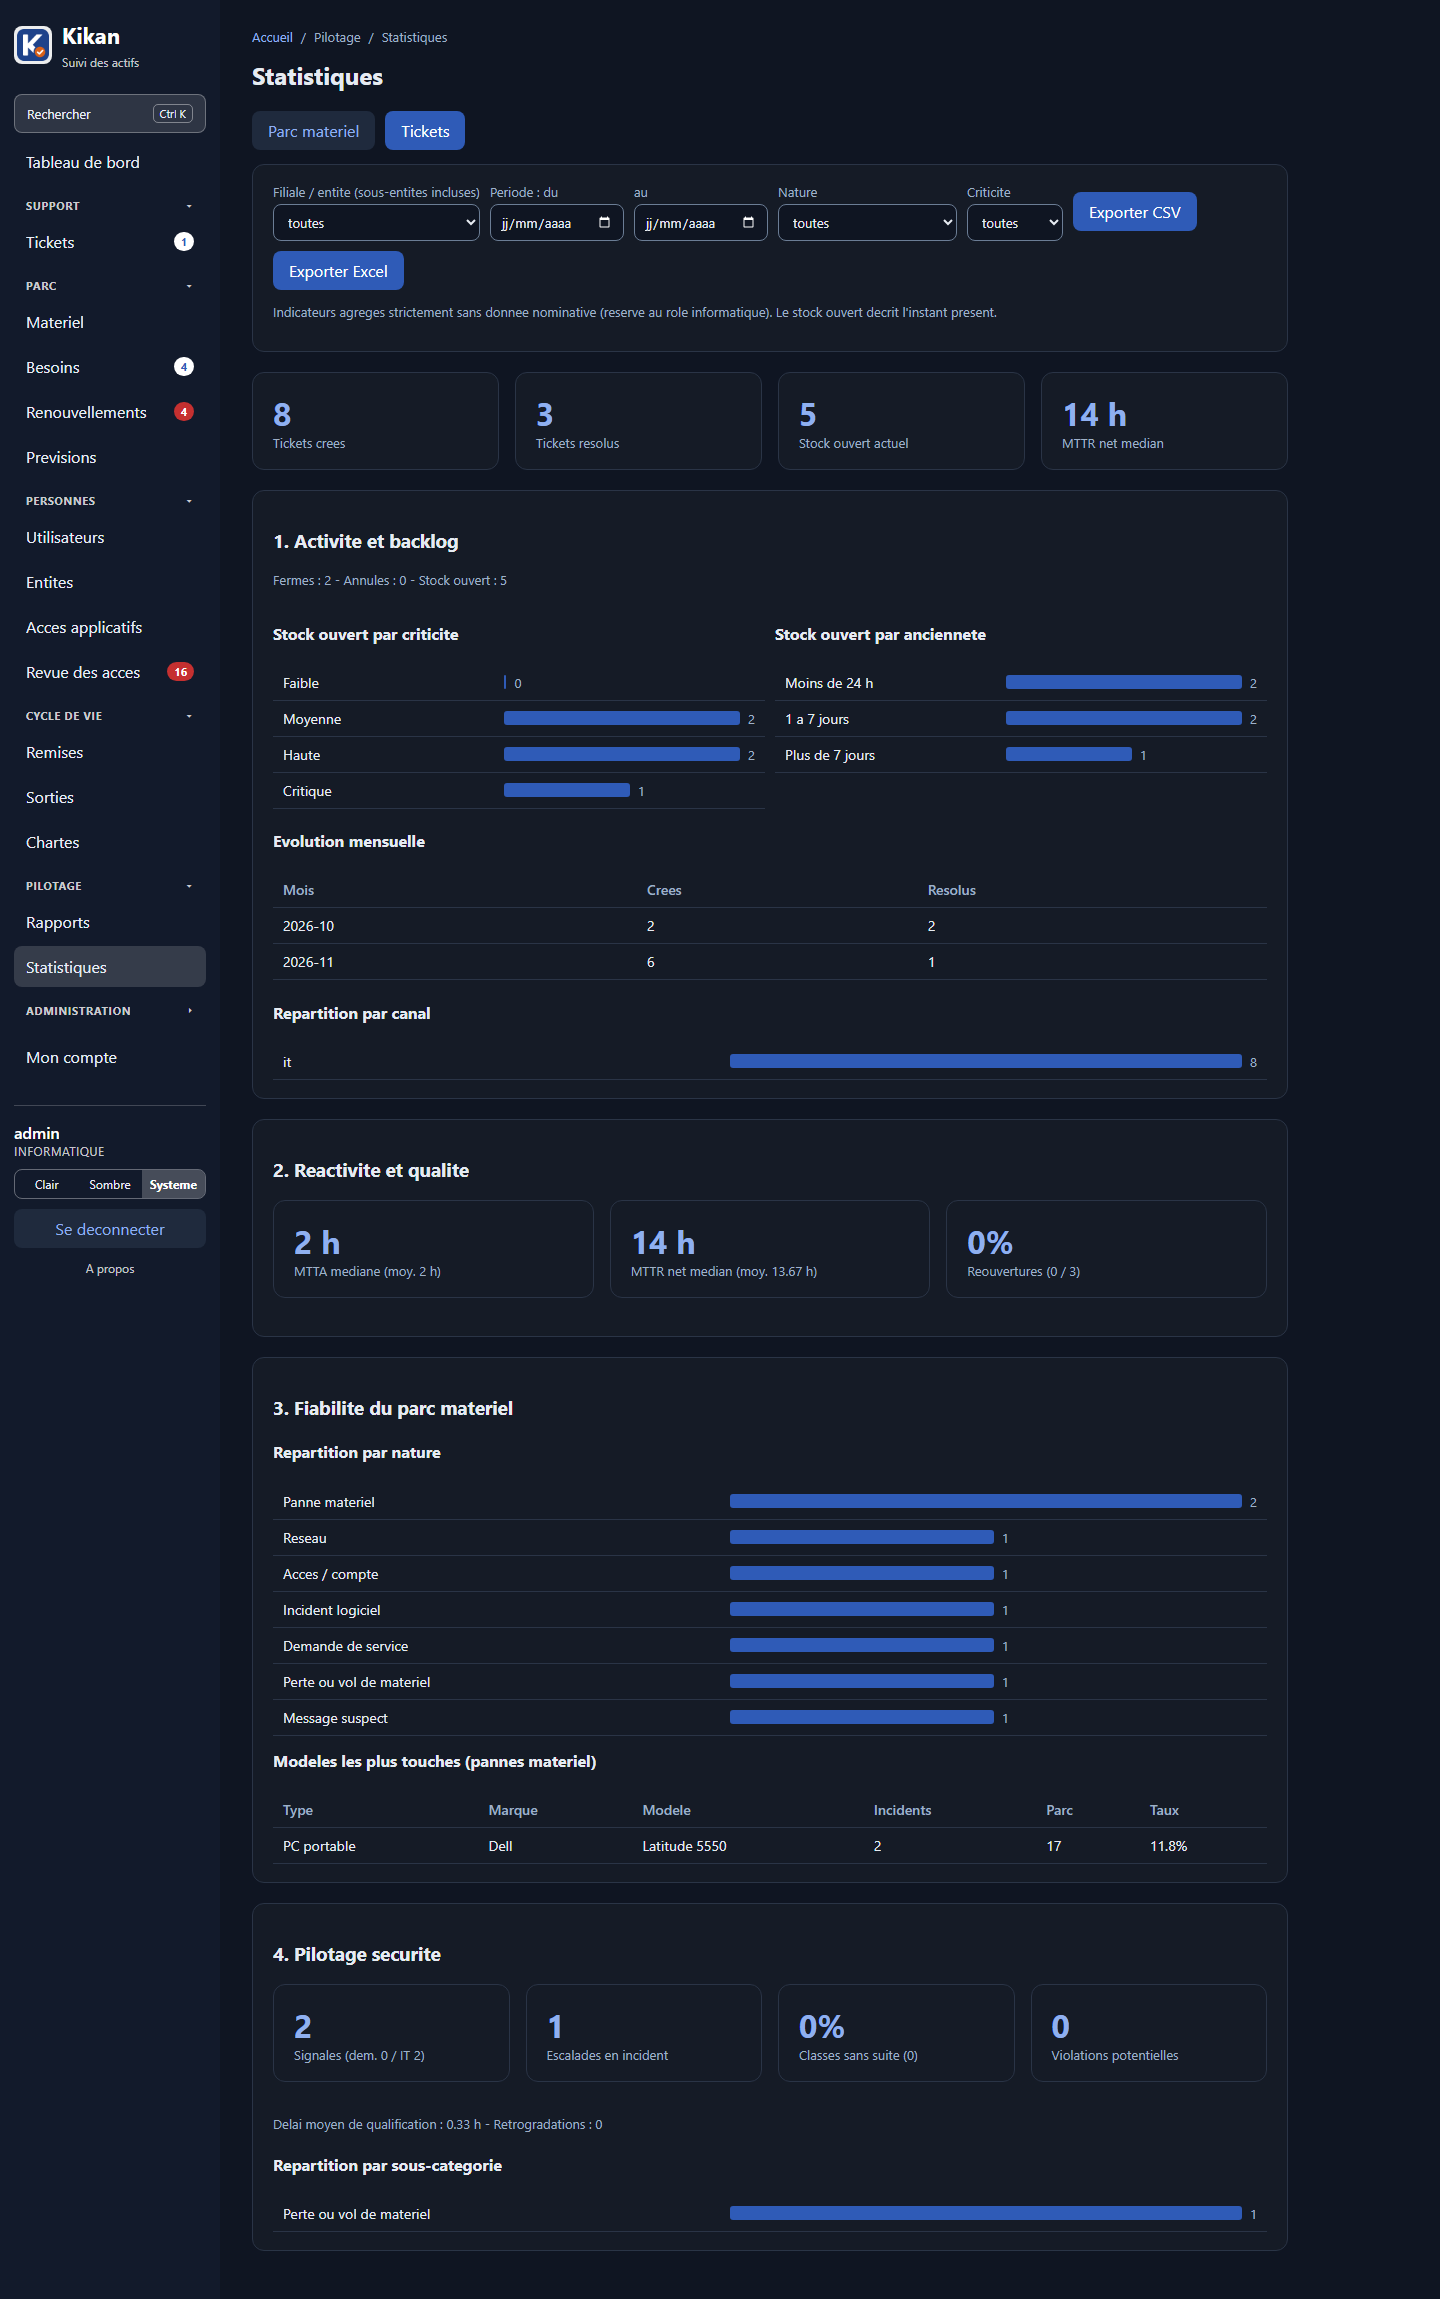 Kikan
Suivi des actifs
Rechercher Ctrl K
Tableau de bord
SUPPORT
Tickets 1
PARC
Materiel
Besoins 4
Renouvellements 4
Previsions
PERSONNES
Utilisateurs
Entites
Acces applicatifs
Revue des acces 16
CYCLE DE VIE
Remises
Sorties
Chartes
PILOTAGE
Rapports
Statistiques
ADMINISTRATION
Mon compte
admin
INFORMATIQUE
Clair Sombre Systeme
Se deconnecter
A propos
Accueil / Pilotage / Statistiques
Statistiques
Parc materiel Tickets
Filiale / entite (sous-entites incluses) Periode : du au Nature Criticite
toutes jj/mm/aaaa jj/mm/aaaa toutes toutes Exporter CSV
Exporter Excel
Indicateurs agreges strictement sans donnee nominative (reserve au role informatique). Le stock ouvert decrit l'instant present.
8 3 5 14 h
Tickets crees Tickets resolus Stock ouvert actuel MTTR net median
1. Activite et backlog
Fermes : 2 - Annules : 0 - Stock ouvert : 5
Stock ouvert par criticite
Faible 0
Moyenne 2
Haute 2
Critique 1
Stock ouvert par anciennete
Moins de 24 h 2
1 a 7 jours 2
Plus de 7 jours 1
Evolution mensuelle
Mois Crees Resolus
2026-10 2 2
2026-11 6 1
Repartition par canal
it 8
2. Reactivite et qualite
2 h 14 h 0%
MTTA mediane (moy. 2 h) MTTR net median (moy. 13.67 h) Reouvertures (0 / 3)
3. Fiabilite du parc materiel
Repartition par nature
Panne materiel 2
Reseau 1
Acces / compte 1
Incident logiciel 1
Demande de service 1
Perte ou vol de materiel 1
Message suspect 1
Modeles les plus touches (pannes materiel)
Type Marque Modele Incidents Parc Taux
PC portable Dell Latitude 5550 2 17 11.8%
4. Pilotage securite
2 1 0% 0
Signales (dem. 0 / IT 2) Escalades en incident Classes sans suite (0) Violations potentielles
Delai moyen de qualification : 0.33 h - Retrogradations : 0
Repartition par sous-categorie
Perte ou vol de materiel 1